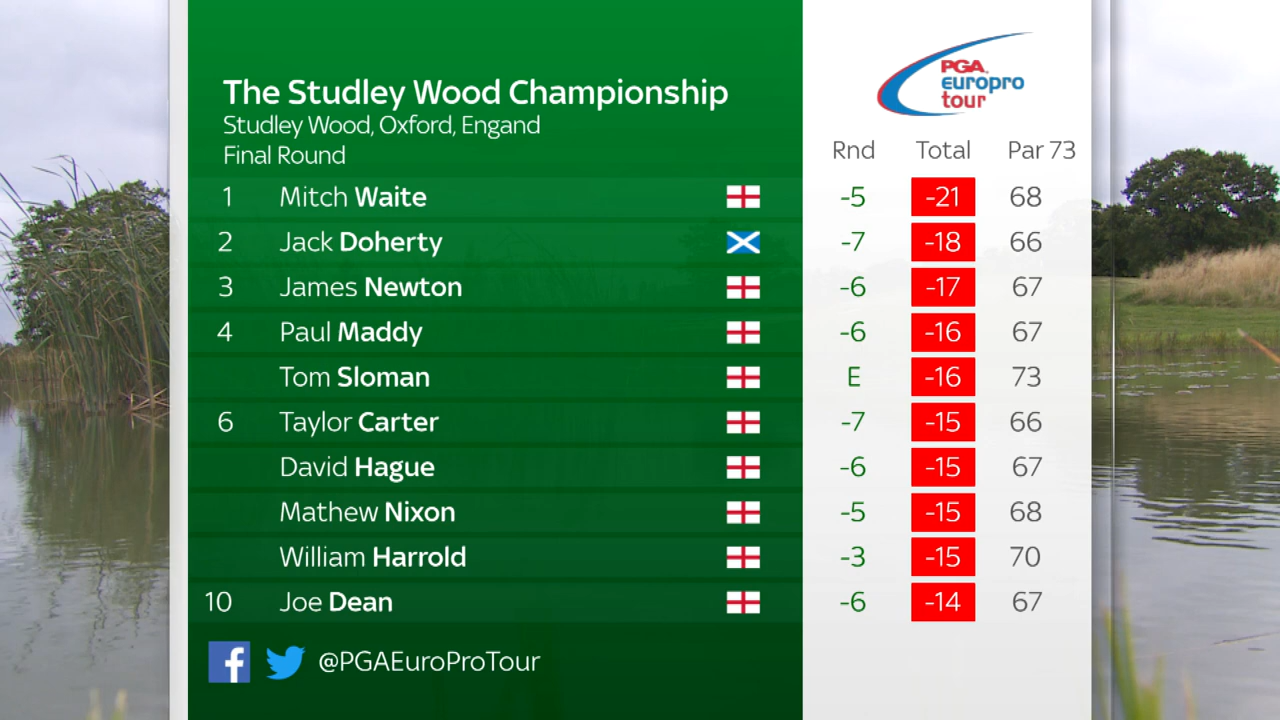 The Studley Wood Championship
Studley Wood, Oxford, Engand
Final Round
PGA
europro
tour
Rnd Total Par 73
1 Mitch Waite -5 -21 68
2 Jack Doherty -7 -18 66
3 James Newton -6 -17 67
4 Paul Maddy -6 -16 67
Tom Sloman E -16 73
6 Taylor Carter -7 -15 66
David Hague -6 -15 67
Mathew Nixon -5 -15 68
William Harrold -3 -15 70
10 Joe Dean -6 -14 67
f @PGAEuroProTour